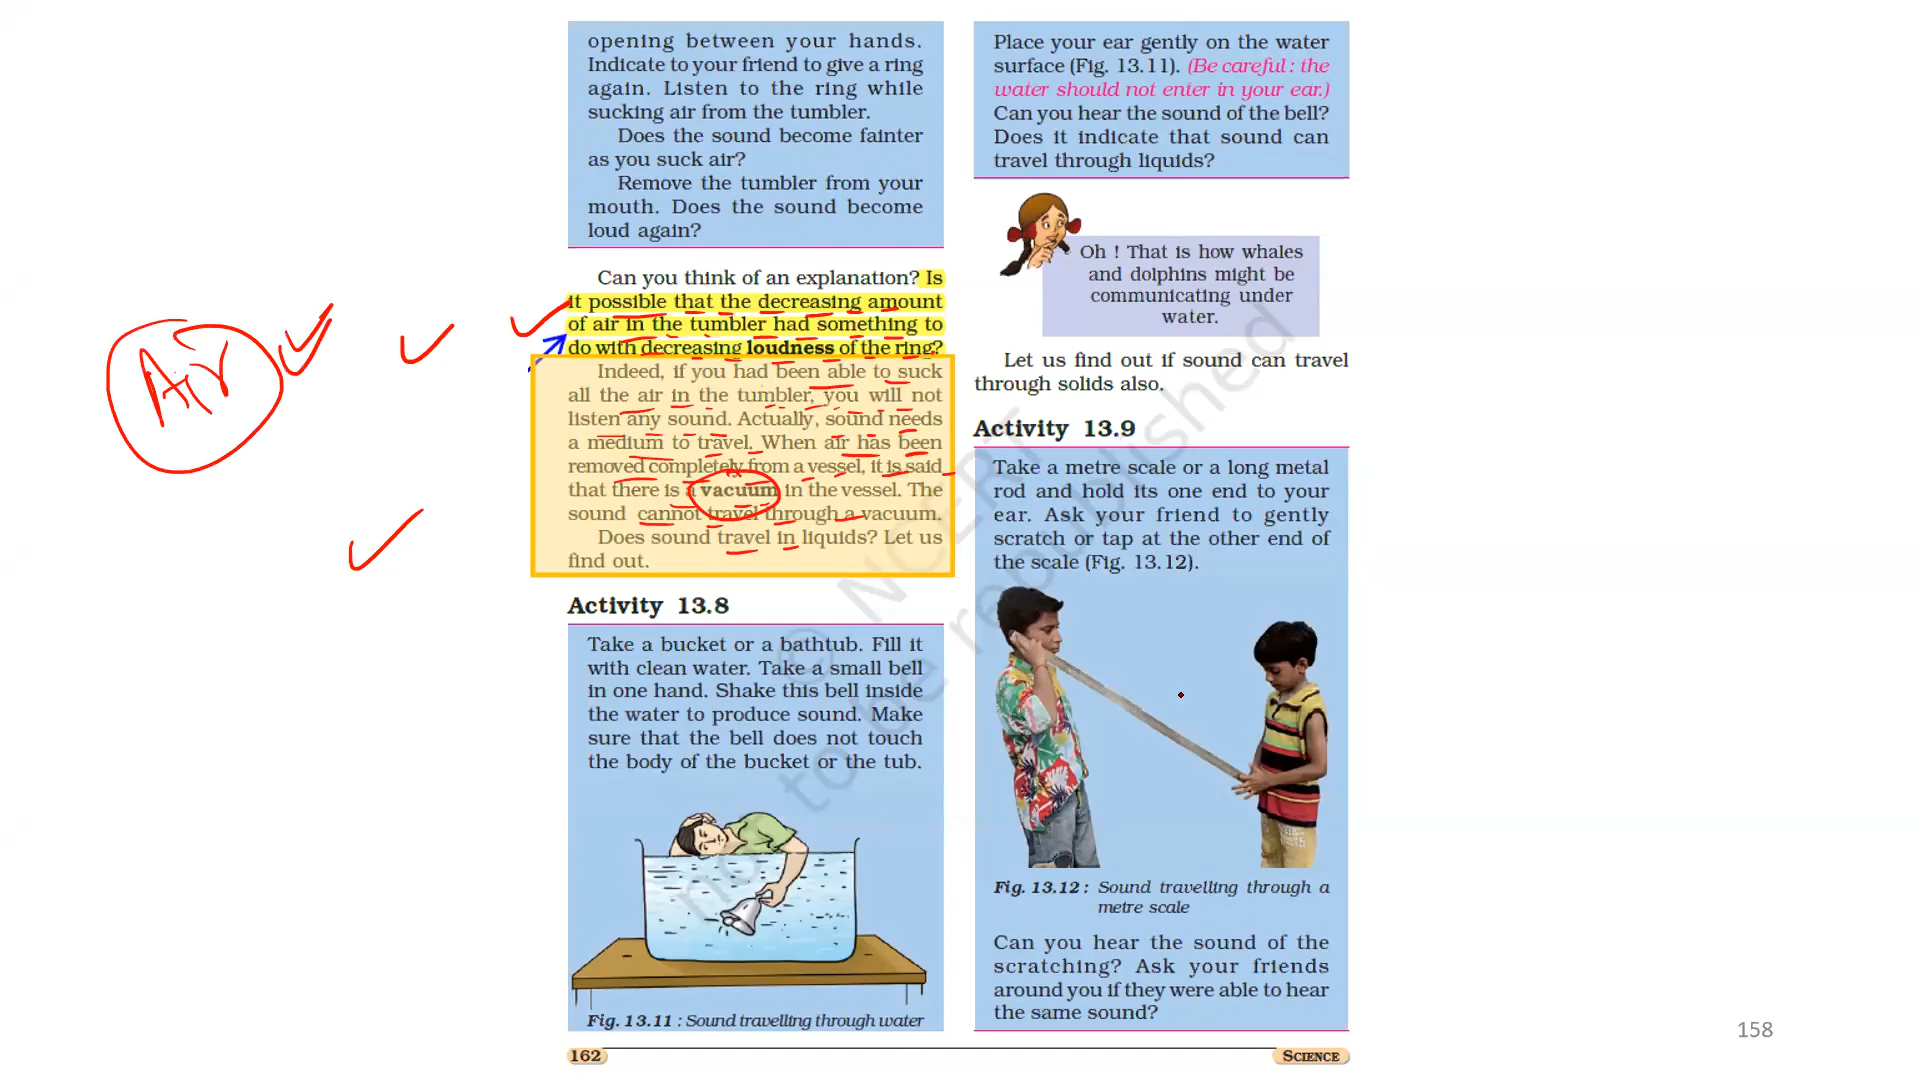 opening between your hands.
Indicate to your friend to give a ring
again. Listen to the ring while
sucking air from the tumbler.
Does the sound become fainter
as you suck air?
Remove the tumbler from your
mouth. Does the sound become
loud again?
Can you think of an explanation? Is
it possible that the decreasing amount
of air in the tumbler had something to
do with decreasing loudness of the ring?
Indeed, if you had been able to suck
all the air in the tumbler, you will not
listen any sound. Actually, sound needs
a medium to travel. When air has been
removed completely from a vessel, it is said
that there is a vacuum in the vessel. The
sound cannot travel through a vacuum.
Does sound travel in liquids? Let us
find out.
Air
Activity 13.8
Take a bucket or a bathtub. Fill it
with clean water. Take a small bell
in one hand. Shake this bell inside
the water to produce sound. Make
sure that the bell does not touch
the body of the bucket or the tub.
Fig. 13.11 : Sound travelling through water
162
Place your ear gently on the water
surface (Fig. 13.11). (Be careful : the
water should not enter in your ear.)
Can you hear the sound of the bell?
Does it indicate that sound can
travel through liquids?
Oh ! That is how whales
and dolphins might be
communicating under
water.
Let us find out if sound can travel
through solids also.
Activity 13.9
Take a metre scale or a long metal
rod and hold its one end to your
ear. Ask your friend to gently
scratch or tap at the other end of
the scale (Fig. 13.12).
Fig. 13.12 : Sound travelling through a
metre scale
Can you hear the sound of the
scratching? Ask your friends
around you if they were able to hear
the same sound?
SCIENCE
© NCERT
not to be republished
158